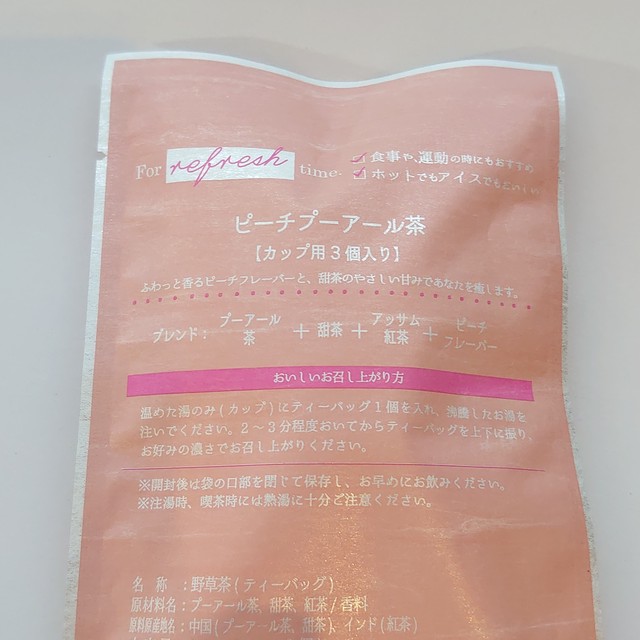 For refresh time.
食事や、運動の時にもおすすめ
ホットでもアイスでもおいしい
ピーチプーアール茶
【カップ用3個入り】
ふわっと香るピーチフレーバーと、甜茶のやさしい甘みであなたを癒します。
ブレンド： プーアール茶 ＋ 甜茶 ＋ アッサム紅茶 ＋ ピーチフレーバー
おいしいお召し上がり方
温めた湯のみ(カップ)にティーバッグ1個を入れ、沸騰したお湯を
注いでください。2～3分程度おいてからティーバッグを上下に振り、
お好みの濃さでお召し上がりください。
※開封後は袋の口部を閉じて保存し、お早めにお飲みください。
※注湯時、喫茶時には熱湯に十分ご注意ください。
名 称 ：野草茶(ティーバッグ)
原材料名：プーアール茶、甜茶、紅茶/香料
原料原産地名：中国(プーアール茶、甜茶)、インド(紅茶)